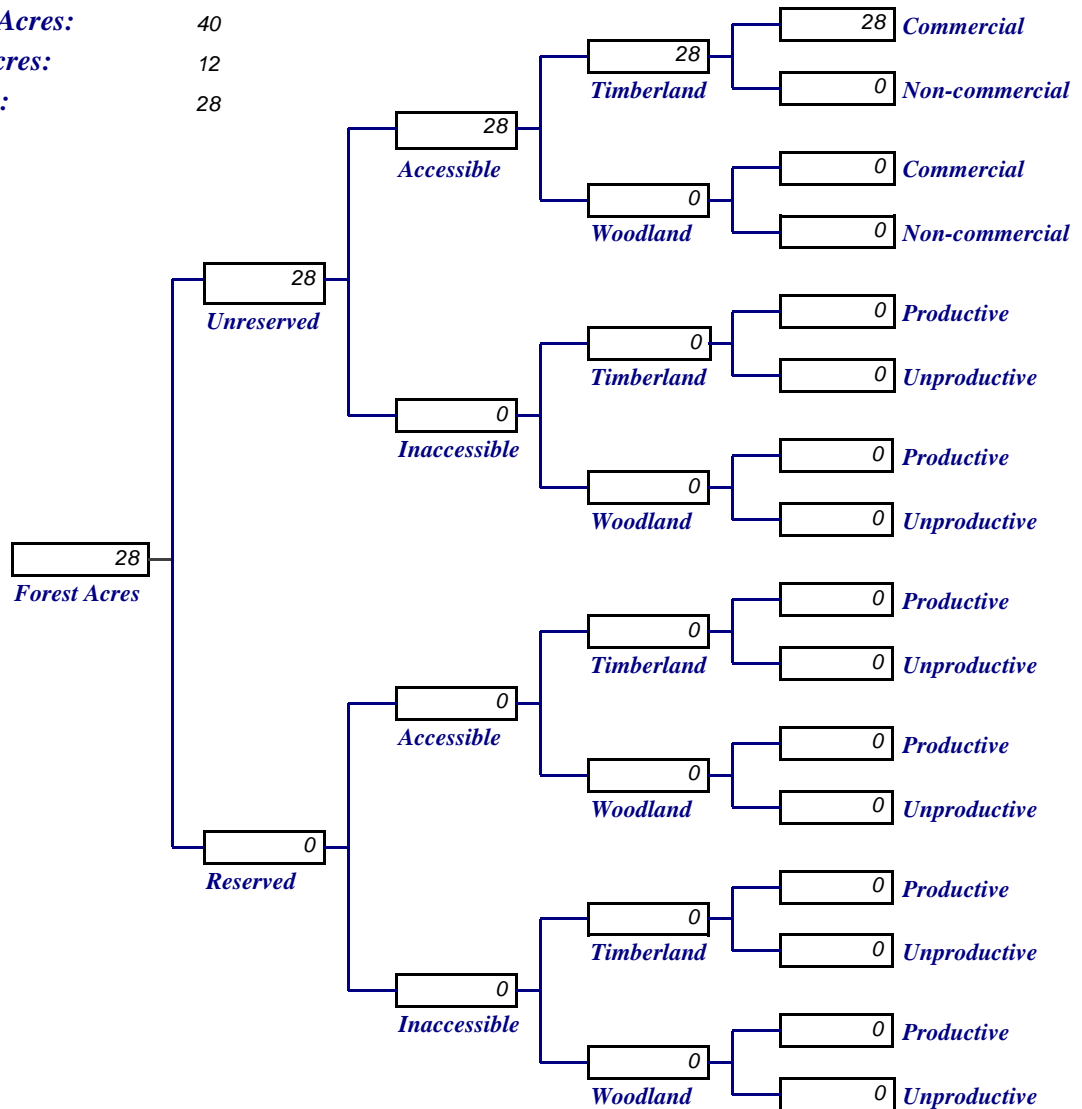 Acres: 40
12
: 28
28 Commercial
28
Timberland
0 Non-commercial
28
Accessible
0 Commercial
0
Woodland
0 Non-commercial
28
Unreserved
0 Productive
0
Timberland
0 Unproductive
0
Inaccessible
0 Productive
0
Woodland
0 Unproductive
28
Forest Acres
0 Productive
0
Timberland
0 Unproductive
0
Accessible
0 Productive
0
Woodland
0 Unproductive
0
Reserved
0 Productive
0
Timberland
0 Unproductive
0
Inaccessible
0 Productive
0
Woodland
0 Unproductive